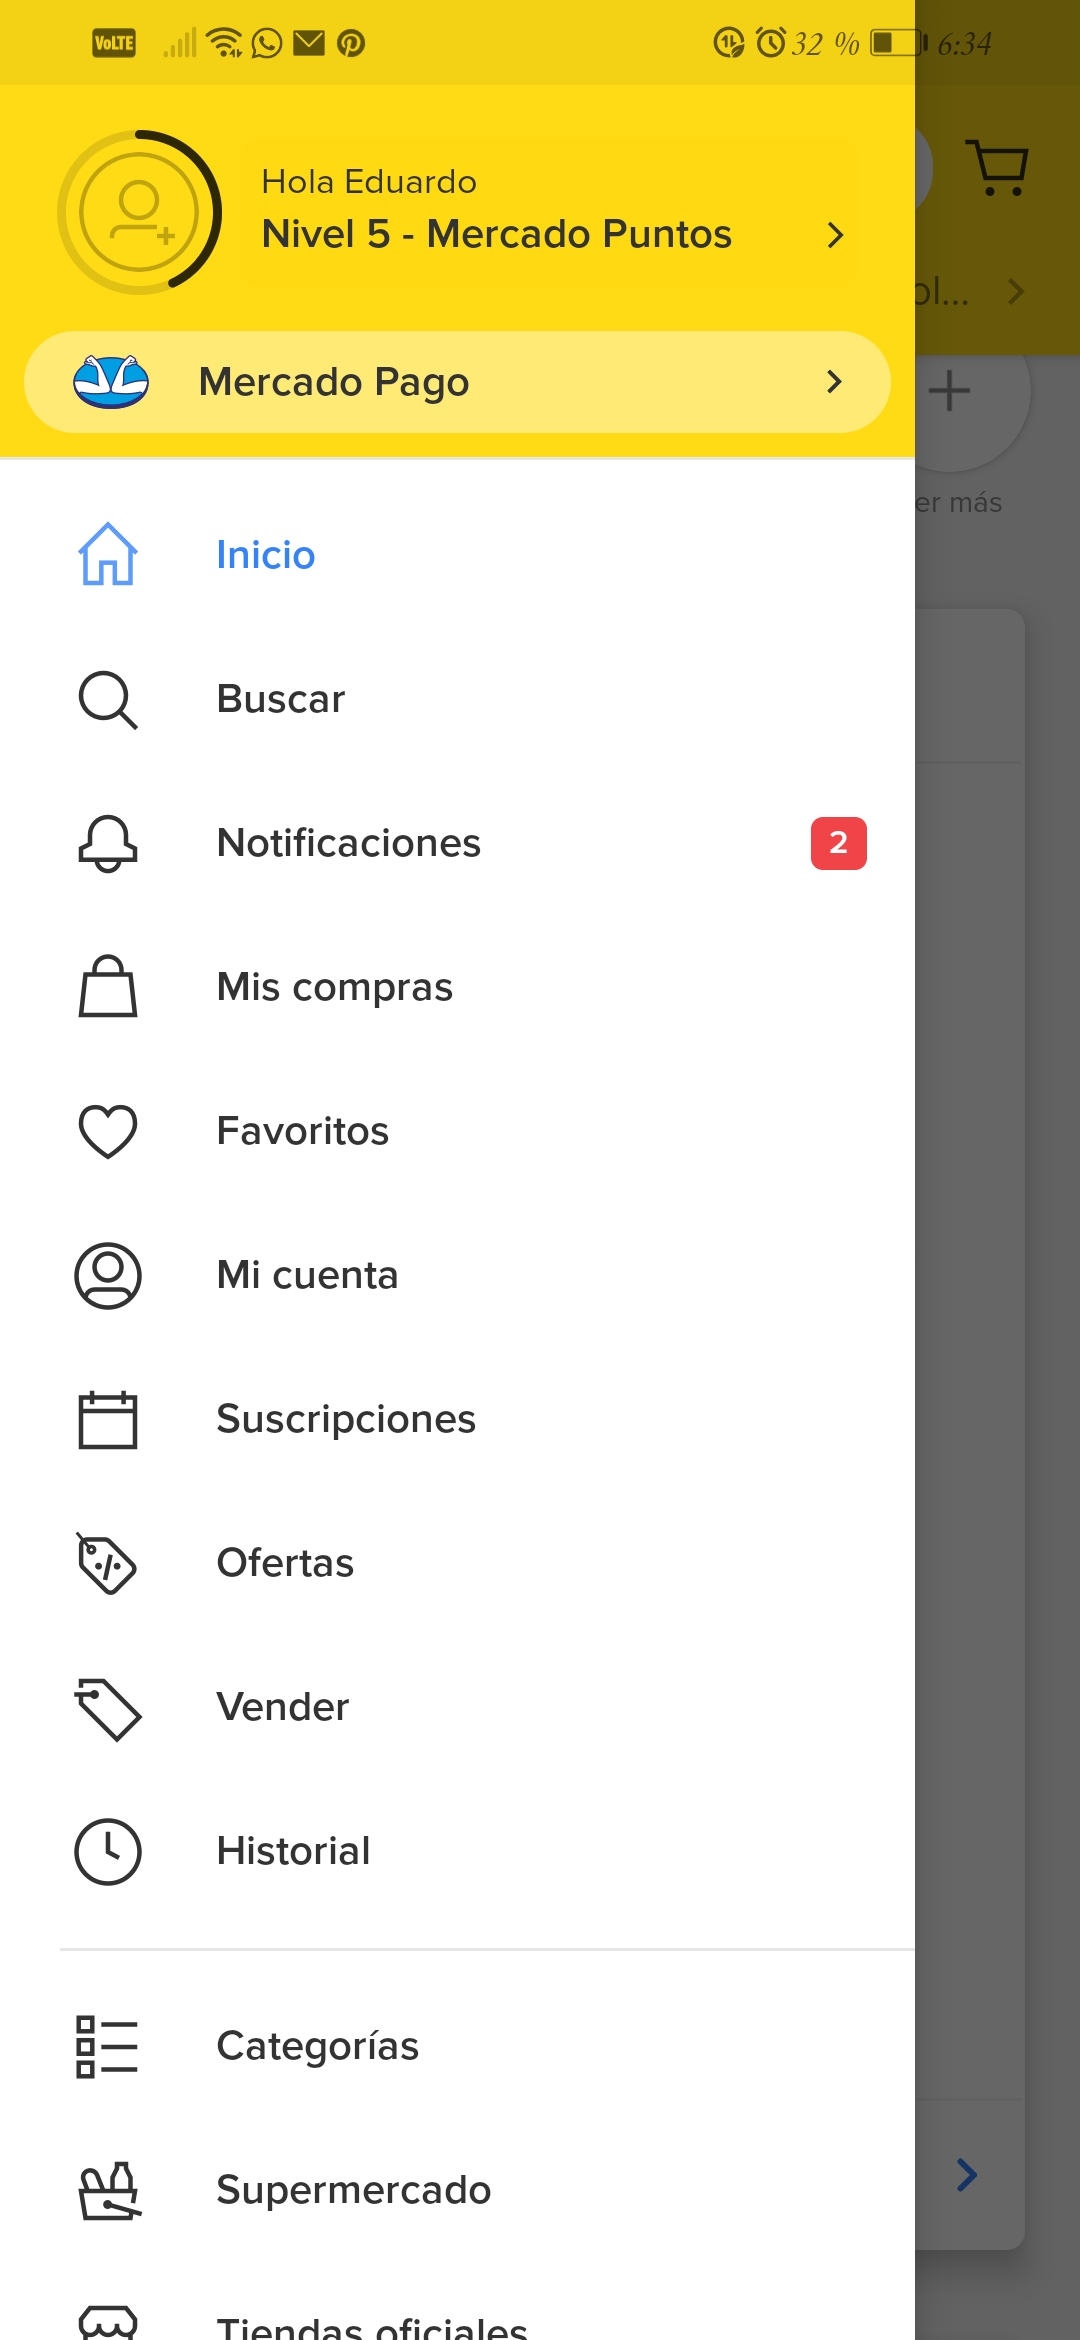 VoLTE 32 % 6:34
Hola Eduardo
Nivel 5 - Mercado Puntos
ol...
Mercado Pago
er más
Inicio
Buscar
Notificaciones 2
Mis compras
Favoritos
Mi cuenta
Suscripciones
Ofertas
Vender
Historial
Categorías
Supermercado
Tiendas oficiales